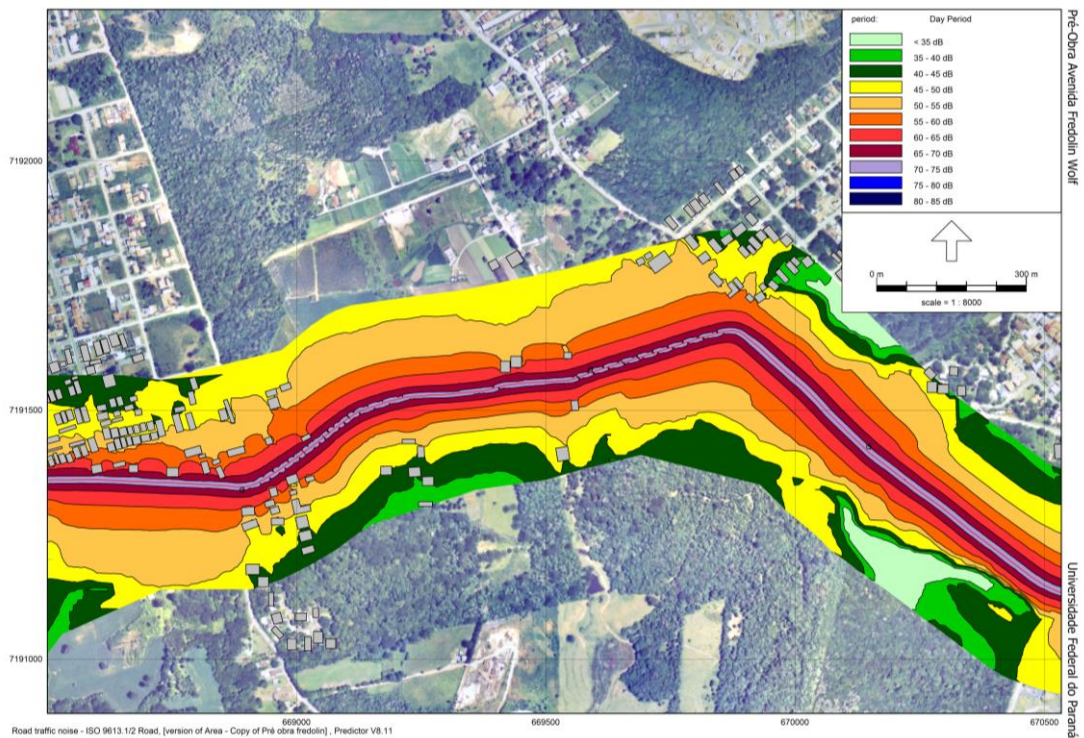 period: Day Period
< 35 dB
35 - 40 dB
40 - 45 dB
45 - 50 dB
50 - 55 dB
55 - 60 dB
60 - 65 dB
65 - 70 dB
70 - 75 dB
75 - 80 dB
80 - 85 dB
0 m 300 m
scale = 1 : 8000
Pré-Obra Avenida Fredolin Wolf
Universidade Federal do Paraná
7192000
7191500
7191000
669000 669500 670000 670500
Road traffic noise - ISO 9613.1/2 Road, [version of Area - Copy of Pré obra fredolin] , Predictor V8.11